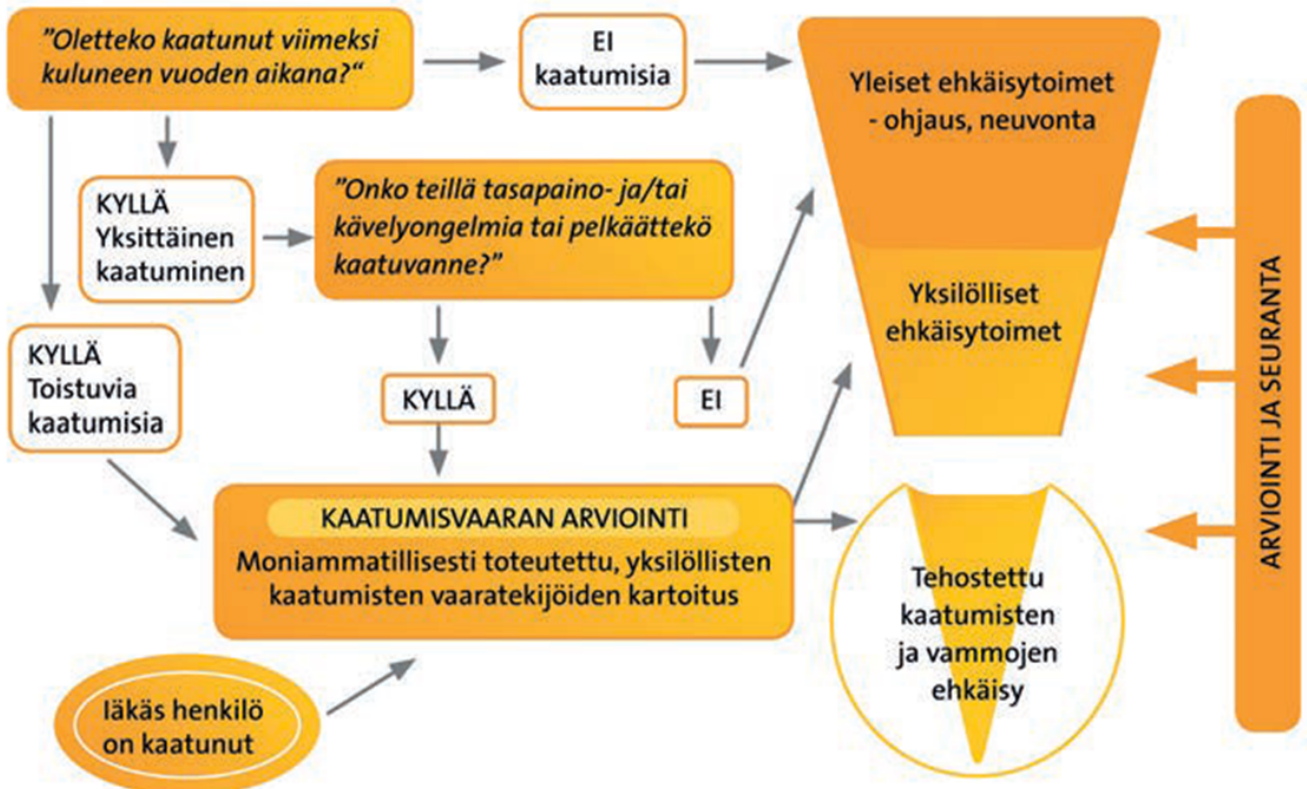 ”Oletteko kaatunut viimeksi
kuluneen vuoden aikana?“
EI
kaatumisia
Yleiset ehkäisytoimet
- ohjaus, neuvonta
KYLLÄ
Yksittäinen
kaatuminen
”Onko teillä tasapaino- ja/tai
kävelyongelmia tai pelkäättekö
kaatuvanne?”
Yksilölliset
ehkäisytoimet
KYLLÄ
Toistuvia
kaatumisia
KYLLÄ
EI
KAATUMISVAARAN ARVIOINTI
Moniammatillisesti toteutettu, yksilöllisten
kaatumisten vaaratekijöiden kartoitus
Tehostettu
kaatumisten
ja vammojen
ehkäisy
Iäkäs henkilö
on kaatunut
ARVIOINTI JA SEURANTA